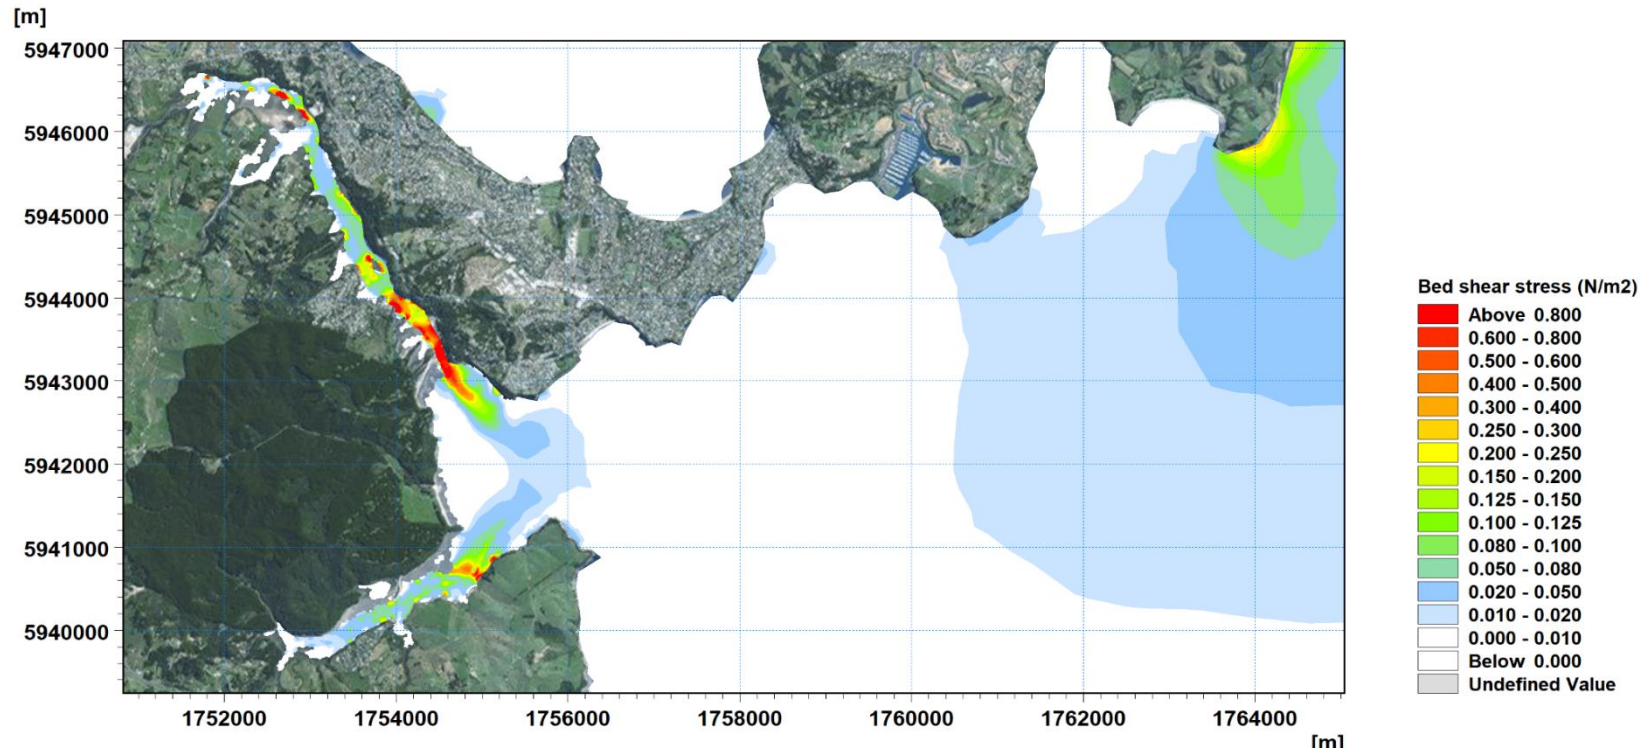 [m]
5947000
5946000
5945000
5944000
5943000
5942000
5941000
5940000
1752000 1754000 1756000 1758000 1760000 1762000 1764000
[m]
Bed shear stress (N/m2)
Above 0.800
0.600 - 0.800
0.500 - 0.600
0.400 - 0.500
0.300 - 0.400
0.250 - 0.300
0.200 - 0.250
0.150 - 0.200
0.125 - 0.150
0.100 - 0.125
0.080 - 0.100
0.050 - 0.080
0.020 - 0.050
0.010 - 0.020
0.000 - 0.010
Below 0.000
Undefined Value